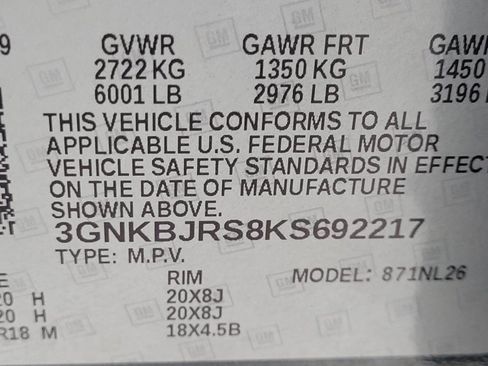 9 GVWR GAWR FRT GAW
2722 KG 1350 KG 1450
6001 LB 2976 LB 3196
THIS VEHICLE CONFORMS TO ALL
APPLICABLE U.S. FEDERAL MOTOR
VEHICLE SAFETY STANDARDS IN EFFECT
ON THE DATE OF MANUFACTURE
SHOWN ABOVE.
3GNKBJRS8KS692217
TYPE: M.P.V. MODEL: 871NL26
E RIM
20 H 20X8J
20 H 20X8J
R18 M 18X4.5B